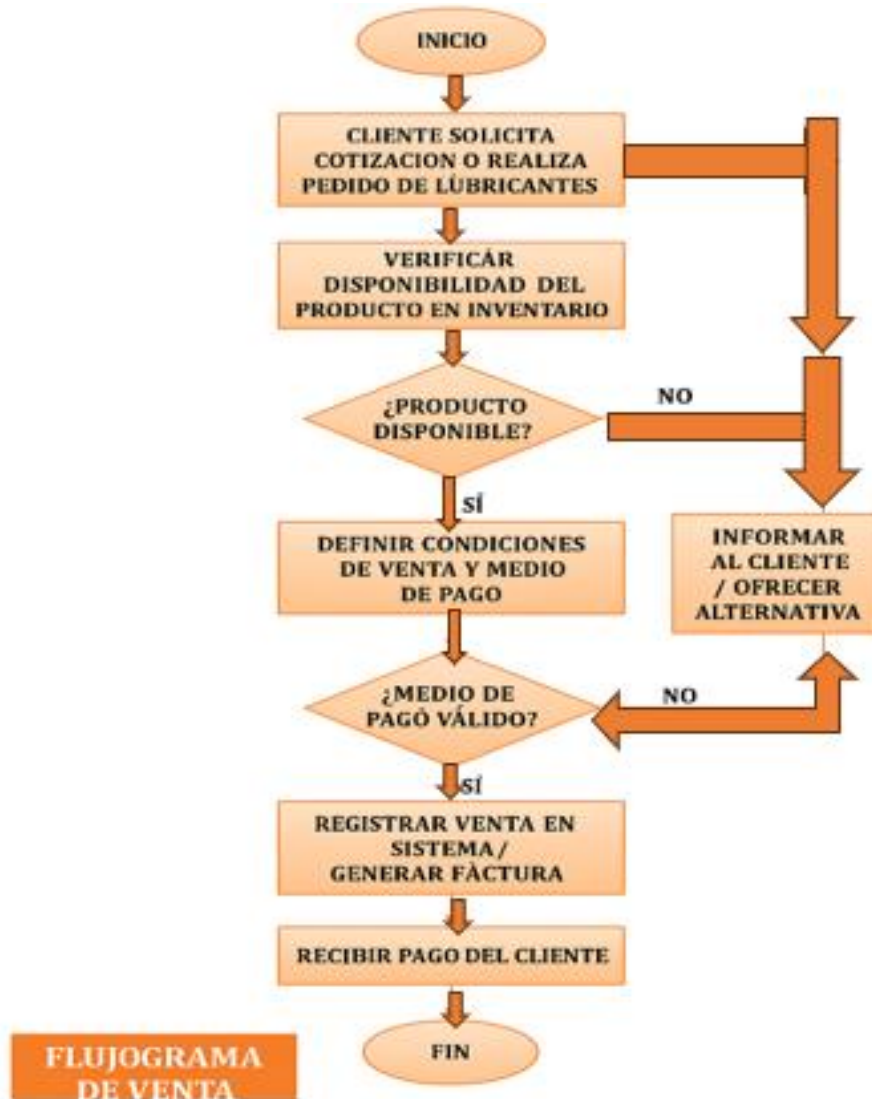 INICIO
CLIENTE SOLICITA
COTIZACION O REALIZA
PEDIDO DE LÙBRICANTES
VERIFICÁR
DISPONIBILIDAD DEL
PRODUCTO EN INVENTARIO
¿PRODUCTO
DISPONIBLE?
NO
SÍ
DEFINIR CONDICIONES
DE VENTA Y MEDIO
DE PAGO
INFORMAR
AL CLIENTE
/ OFRECER
ALTERNATIVA
¿MEDIO DE
PAGÓ VÁLIDO?
NO
SÍ
REGISTRAR VENTA EN
SISTEMA /
GENERAR FÀCTURA
RECIBIR PAGO DEL CLIENTE
FIN
FLUJOGRAMA
DE VENTA